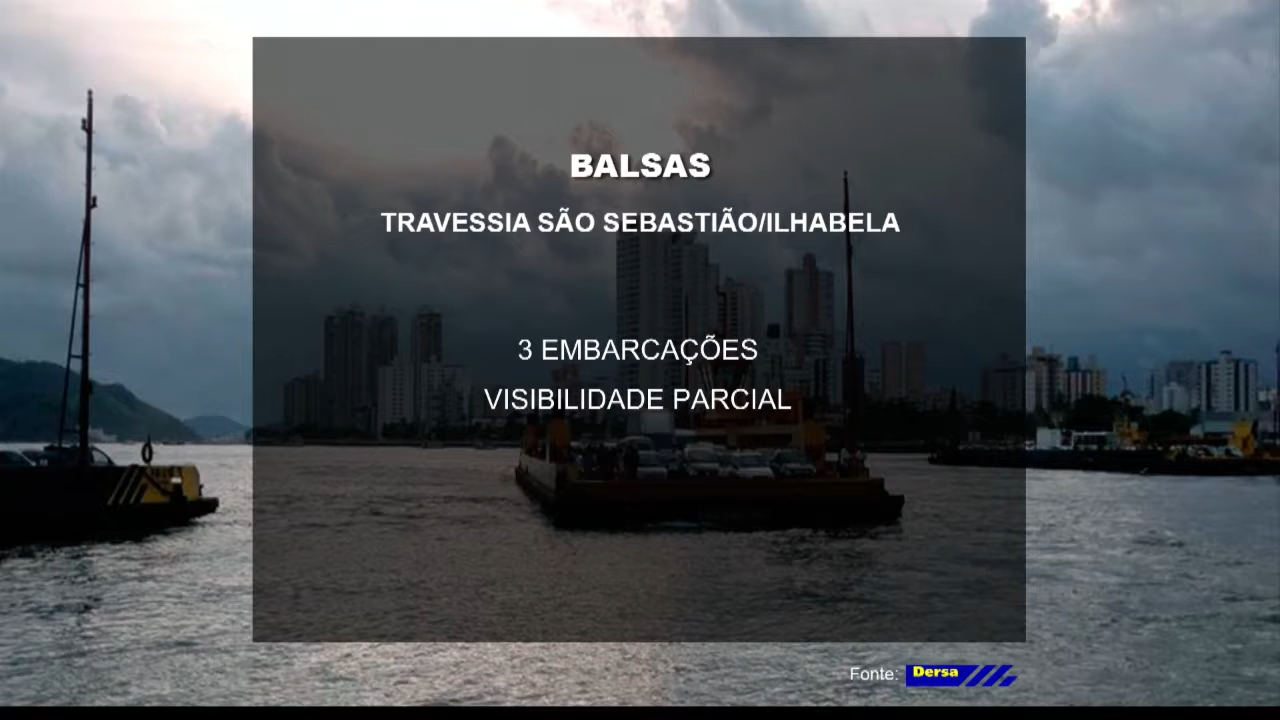 BALSAS
TRAVESSIA SÃO SEBASTIÃO/ILHABELA
3 EMBARCAÇÕES
VISIBILIDADE PARCIAL
Fonte: Dersa